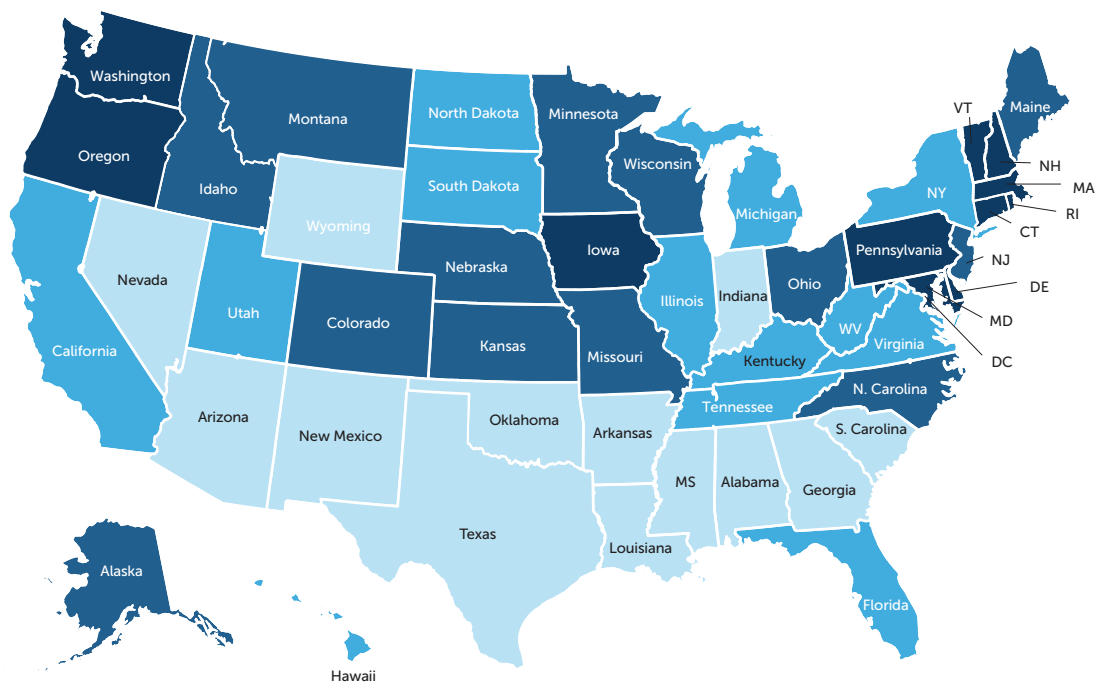 Washington
Oregon
Idaho
Montana
North Dakota
South Dakota
Minnesota
Wisconsin
Michigan
Wyoming
Nebraska
Iowa
Nevada
Utah
Colorado
Kansas
Missouri
Illinois
Indiana
Ohio
Pennsylvania
NY
VT
Maine
NH
MA
RI
CT
NJ
DE
MD
DC
WV
Virginia
Kentucky
California
Arizona
New Mexico
Oklahoma
Arkansas
Tennessee
N. Carolina
S. Carolina
MS
Alabama
Georgia
Texas
Louisiana
Florida
Alaska
Hawaii